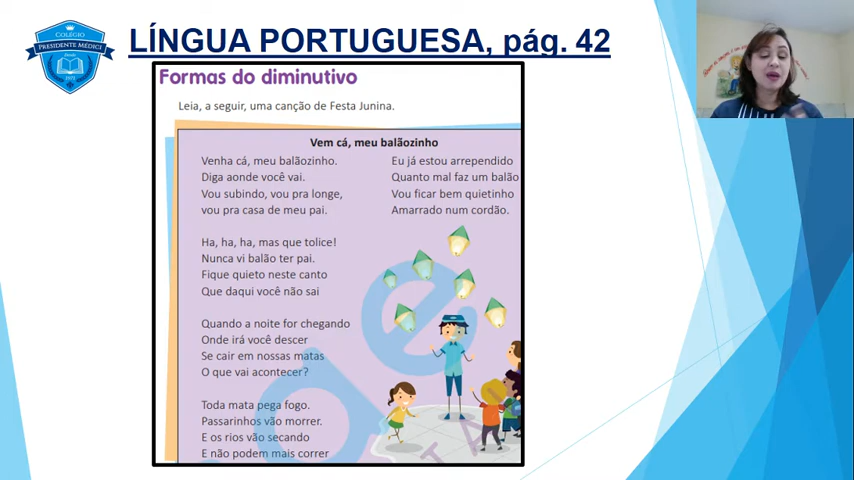 COLÉGIO
PRESIDENTE MÉDICI
LÍNGUA PORTUGUESA, pág. 42
Formas do diminutivo
Leia, a seguir, uma canção de Festa Junina.
Vem cá, meu balãozinho
Venha cá, meu balãozinho.
Diga aonde você vai.
Vou subindo, vou pra longe,
vou pra casa de meu pai.
Ha, ha, ha, mas que tolice!
Nunca vi balão ter pai.
Fique quieto neste canto
Que daqui você não sai
Quando a noite for chegando
Onde irá você descer
Se cair em nossas matas
O que vai acontecer?
Toda mata pega fogo.
Passarinhos vão morrer.
E os rios vão secando
E não podem mais correr
Eu já estou arrependido
Quanto mal faz um balão
Vou ficar bem quietinho
Amarrado num cordão.